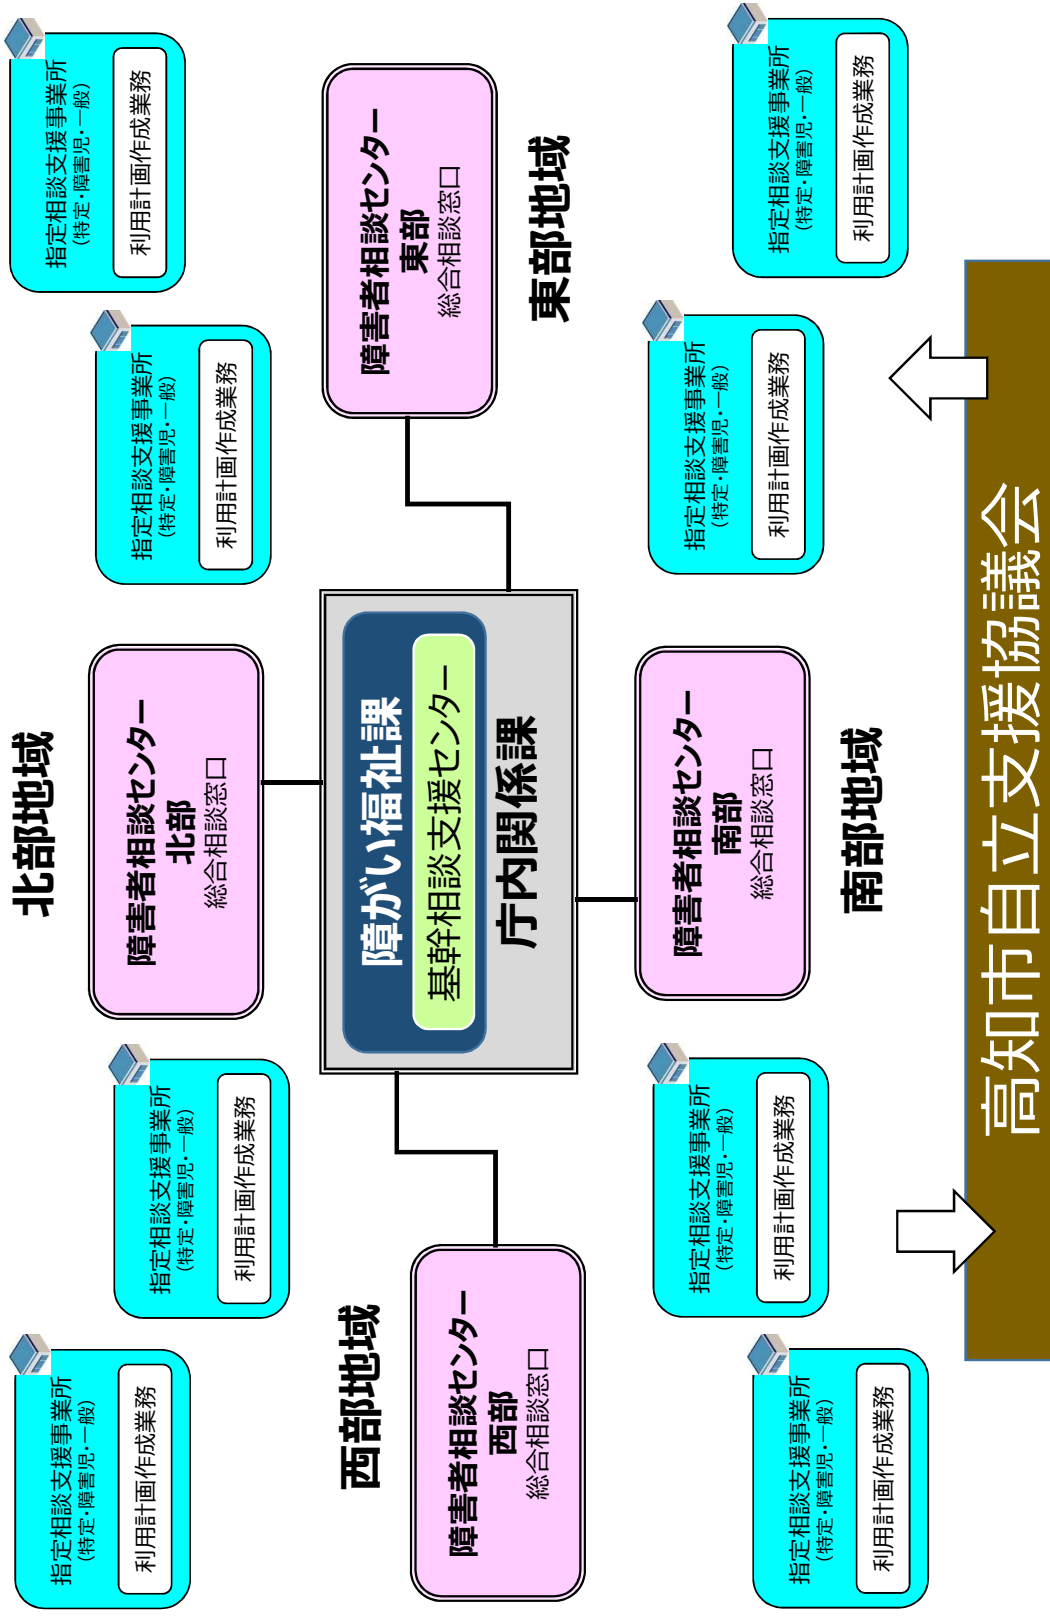 北部地域
指定相談支援事業所
（特定・障害児・一般）
利用計画作成業務
指定相談支援事業所
（特定・障害児・一般）
利用計画作成業務
障害者相談センター
北部
総合相談窓口
指定相談支援事業所
（特定・障害児・一般）
利用計画作成業務
指定相談支援事業所
（特定・障害児・一般）
利用計画作成業務
西部地域
障害者相談センター
西部
総合相談窓口
障がい福祉課
基幹相談支援センター
庁内関係課
障害者相談センター
東部
総合相談窓口
東部地域
指定相談支援事業所
（特定・障害児・一般）
利用計画作成業務
指定相談支援事業所
（特定・障害児・一般）
利用計画作成業務
障害者相談センター
南部
総合相談窓口
南部地域
指定相談支援事業所
（特定・障害児・一般）
利用計画作成業務
指定相談支援事業所
（特定・障害児・一般）
利用計画作成業務
高知市自立支援協議会